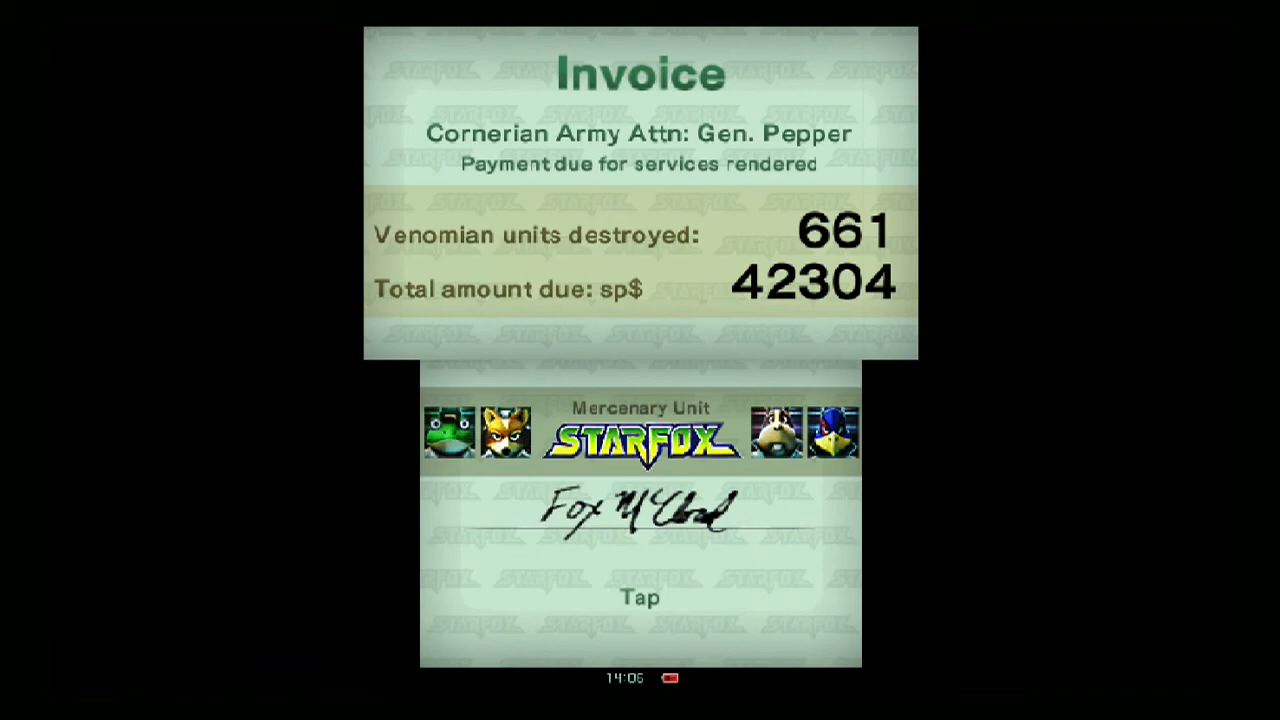 Invoice
Cornerian Army Attn: Gen. Pepper
Payment due for services rendered
Venomian units destroyed: 661
Total amount due: sp$ 42304
Mercenary Unit
STARFOX
Fox McCloud
Tap
14:06